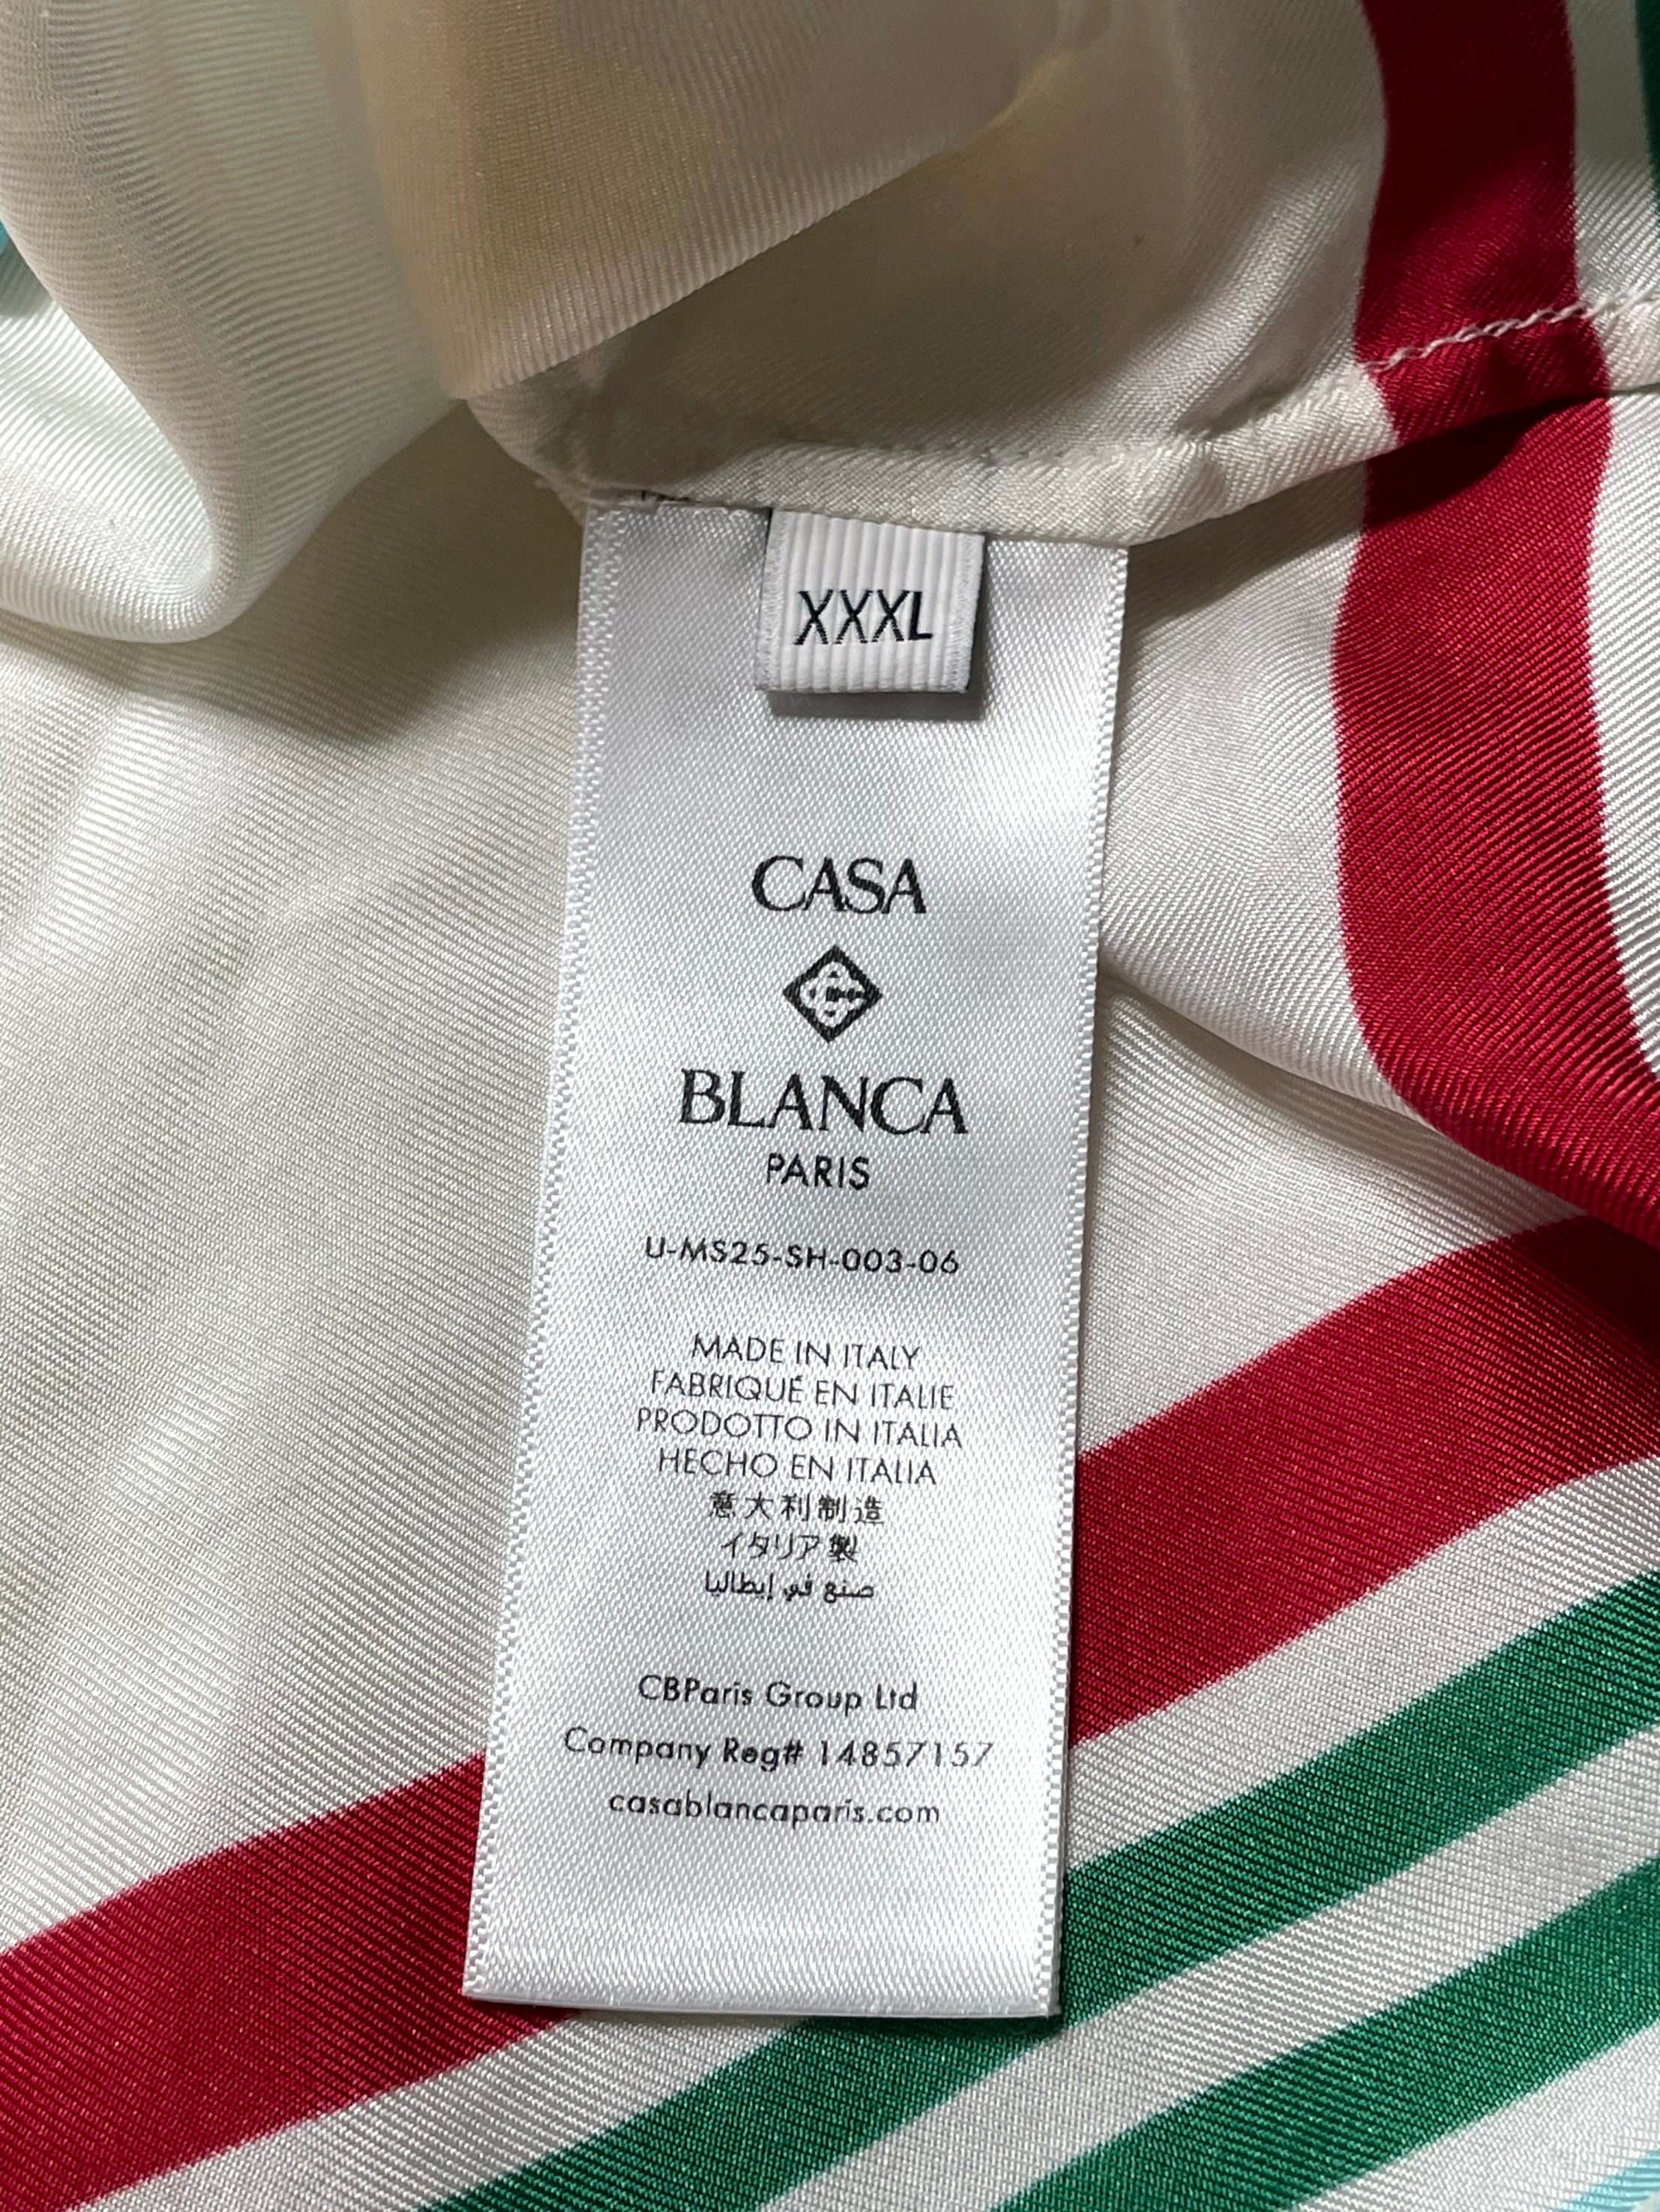 XXXL
CASA
BLANCA
PARIS
U-MS25-SH-003-06
MADE IN ITALY
FABRIQUÉ EN ITALIE
PRODOTTO IN ITALIA
HECHO EN ITALIA
意大利制造
イタリア製
صنع في إيطاليا
CBParis Group Ltd
Company Reg# 14857157
casablancaparis.com